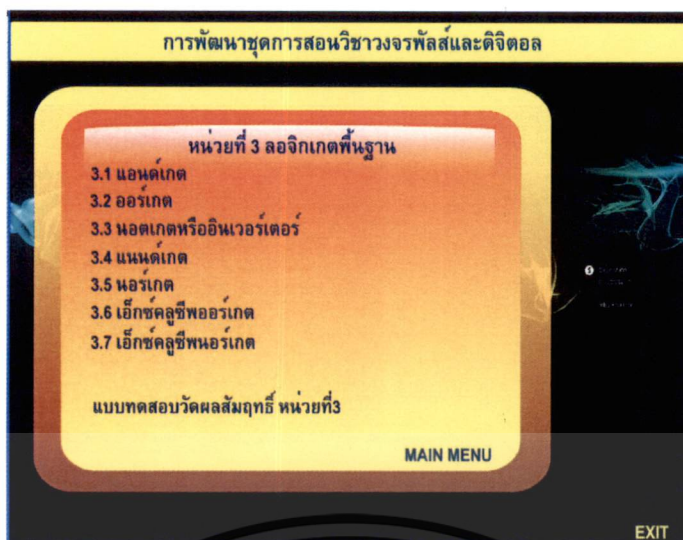 การพัฒนาชุดการสอนวิชาวงจรพัลส์และดิจิตอล
หน่วยที่ 3 ลอจิกเกตพื้นฐาน
3.1 แอนด์เกต
3.2 ออร์เกต
3.3 นอตเกตหรืออินเวอร์เตอร์
3.4 แนนด์เกต
3.5 นอร์เกต
3.6 เอ็กซ์คลูซีพออร์เกต
3.7 เอ็กซ์คลูซีพนอร์เกต
แบบทดสอบวัดผลสัมฤทธิ์ หน่วยที่3
MAIN MENU
EXIT